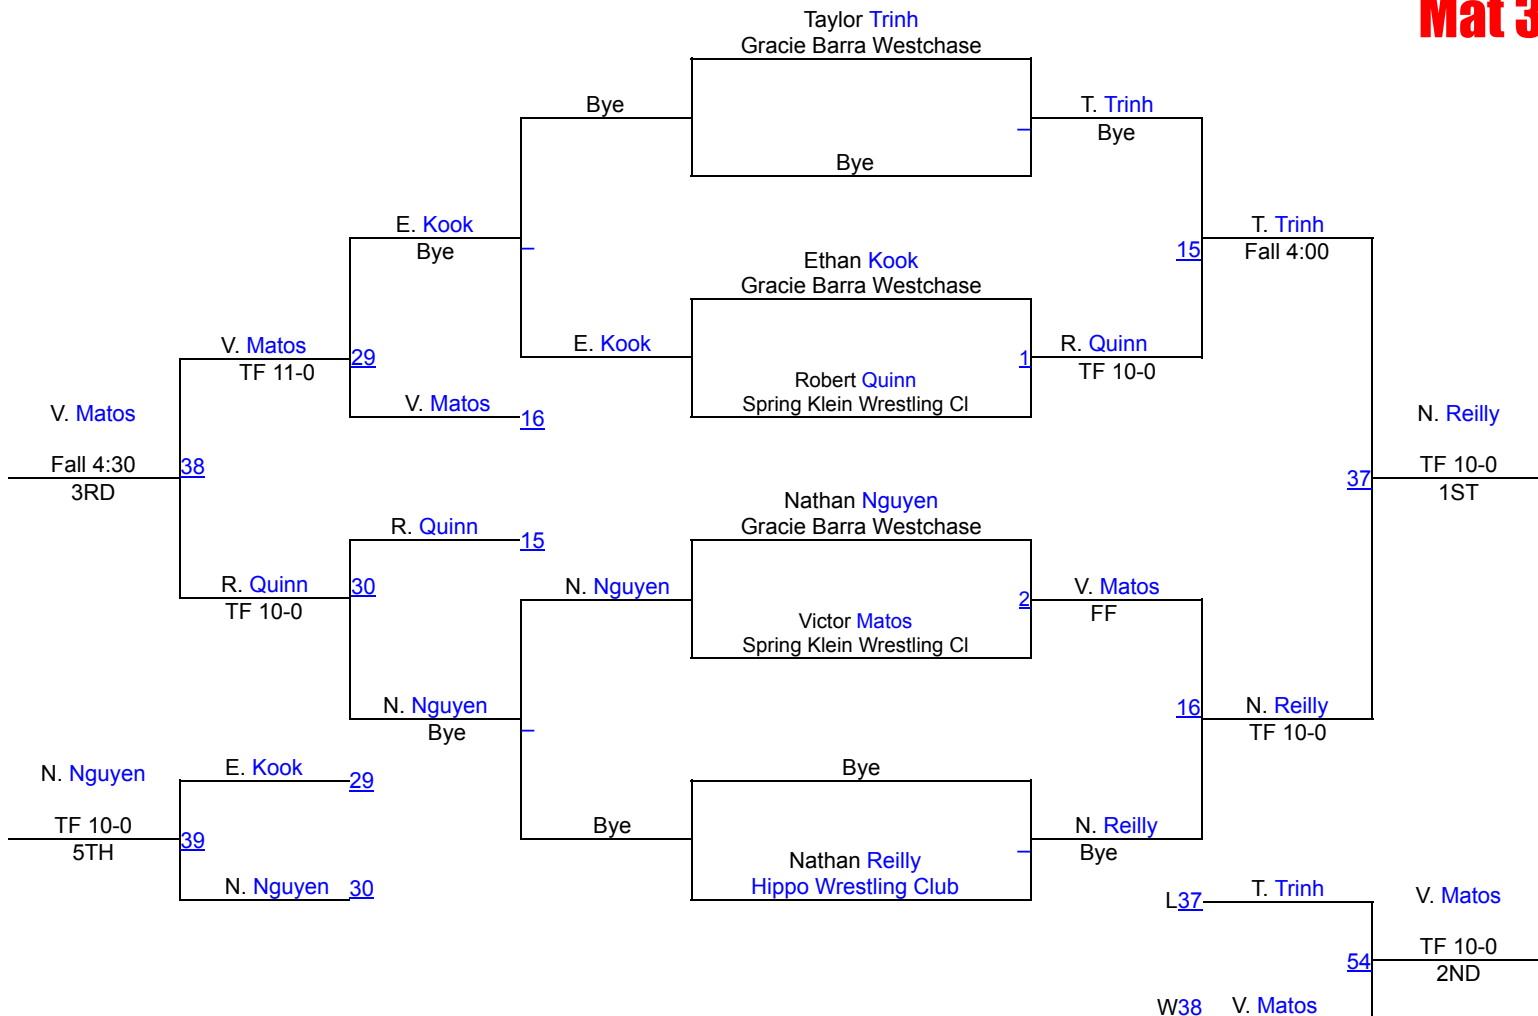 Mat 3
Taylor Trinh
Gracie Barra Westchase
Bye
T. Trinh
Bye
Bye
E. Kook
Bye
T. Trinh
15
Fall 4:00
Ethan Kook
Gracie Barra Westchase
V. Matos
29
TF 11-0
E. Kook
1
R. Quinn
TF 10-0
Robert Quinn
Spring Klein Wrestling Cl
V. Matos
16
V. Matos
Fall 4:30
38
3RD
N. Reilly
37
TF 10-0
1ST
Nathan Nguyen
Gracie Barra Westchase
R. Quinn
15
R. Quinn
30
TF 10-0
N. Nguyen
2
V. Matos
FF
Victor Matos
Spring Klein Wrestling Cl
N. Nguyen
Bye
16
N. Reilly
TF 10-0
N. Nguyen
E. Kook
29
Bye
TF 10-0
39
5TH
Bye
N. Reilly
Bye
Nathan Reilly
Hippo Wrestling Club
N. Nguyen
30
L37
T. Trinh
V. Matos
TF 10-0
54
2ND
W38
V. Matos